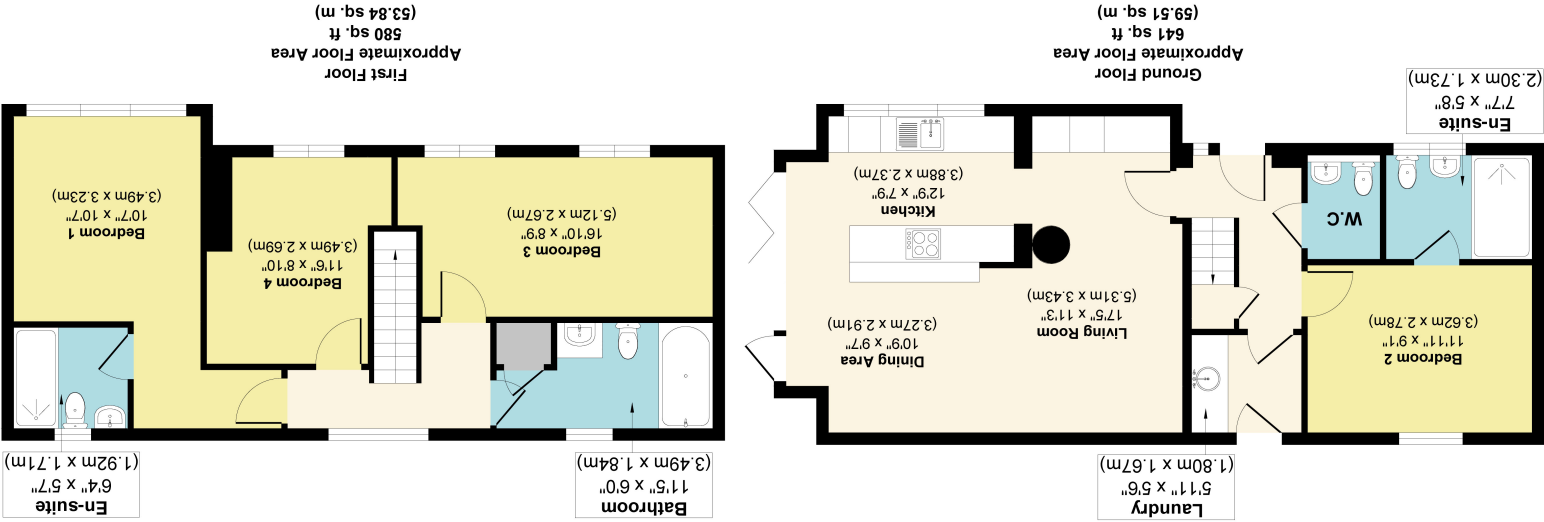 Laundry
5'11" x 5'6"
(1.80m x 1.67m)
Bedroom 2
11'11" x 9'1"
(3.62m x 2.78m)
Living Room
17'5" x 11'3"
(5.31m x 3.43m)
Dining Area
10'9" x 9'7"
(3.27m x 2.91m)
W.C
Kitchen
12'9" x 7'9"
(3.88m x 2.37m)
En-suite
7'7" x 5'8"
(2.30m x 1.73m)
Ground Floor
Approximate Floor Area
641 sq. ft
(59.51 sq. m)
Bathroom
11'5" x 6'0"
(3.49m x 1.84m)
En-suite
6'4" x 5'7"
(1.92m x 1.71m)
Bedroom 3
16'10" x 8'9"
(5.12m x 2.67m)
Bedroom 4
11'6" x 8'10"
(3.49m x 2.69m)
Bedroom 1
10'7" x 10'7"
(3.49m x 3.23m)
First Floor
Approximate Floor Area
580 sq. ft
(53.84 sq. m)